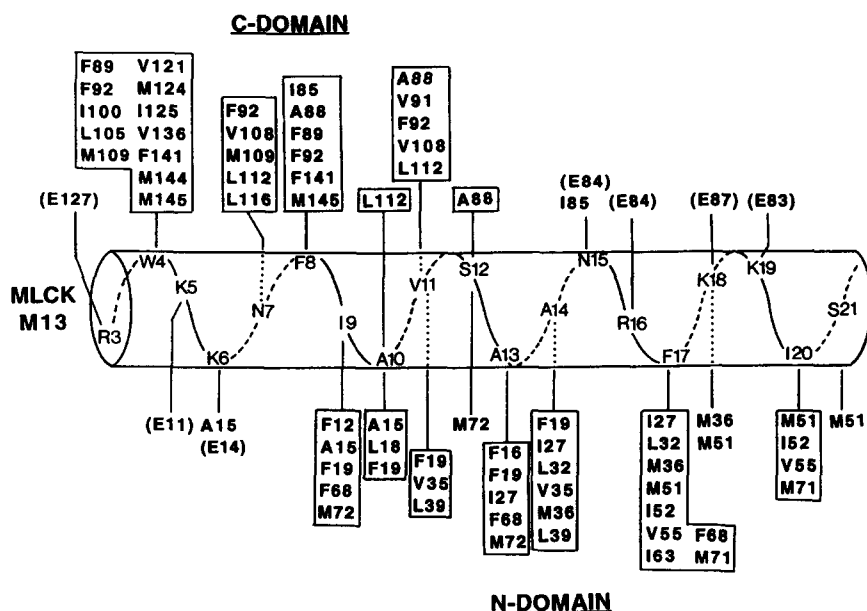 C-DOMAIN
F89 V121
F92 M124
I100 I125
L105 V136
M109 F141
M144
M145
F92
V108
M109
L112
L116
I85
A88
F89
F92
F141
M145
A88
V91
F92
V108
L112
L112
A88
(E127)
(E84)
I85
(E84)
(E87)
(E83)
MLCK
M13
R3
W4
K5
K6
N7
F8
I9
A10
V11
S12
A13
A14
N15
R16
F17
K18
K19
I20
S21
(E11)
A15
(E14)
F12
A15
F19
F68
M72
A15
L18
F19
F19
V35
L39
M72
F16
F19
I27
F68
M72
F19
I27
L32
V35
M36
L39
I27
L32
M36
M51
I52
V55 F68
I63 M71
M36
M51
M51
I52
V55
M71
M51
N-DOMAIN